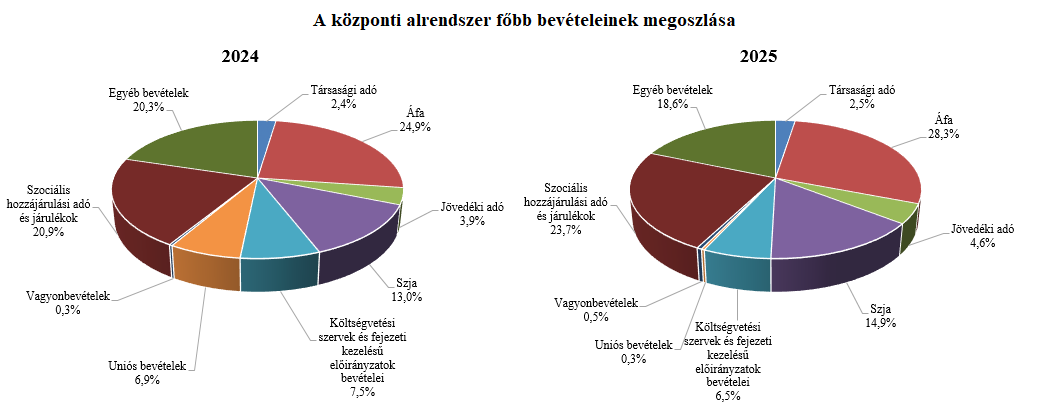 A központi alrendszer főbb bevételeinek megoszlása
2024
Egyéb bevételek
20,3%
Társasági adó
2,4%
Áfa
24,9%
Szociális
hozzájárulási adó
és járulékok
20,9%
Jövedéki adó
3,9%
Vagyonbevételek
0,3%
Szja
13,0%
Uniós bevételek
6,9%
Költségvetési
szervek és fejezeti
kezelésű
előirányzatok
bevételei
7,5%
2025
Egyéb bevételek
18,6%
Társasági adó
2,5%
Áfa
28,3%
Szociális
hozzájárulási adó
és járulékok
23,7%
Jövedéki adó
4,6%
Vagyonbevételek
0,5%
Szja
14,9%
Uniós bevételek
0,3%
Költségvetési
szervek és fejezeti
kezelésű
előirányzatok
bevételei
6,5%